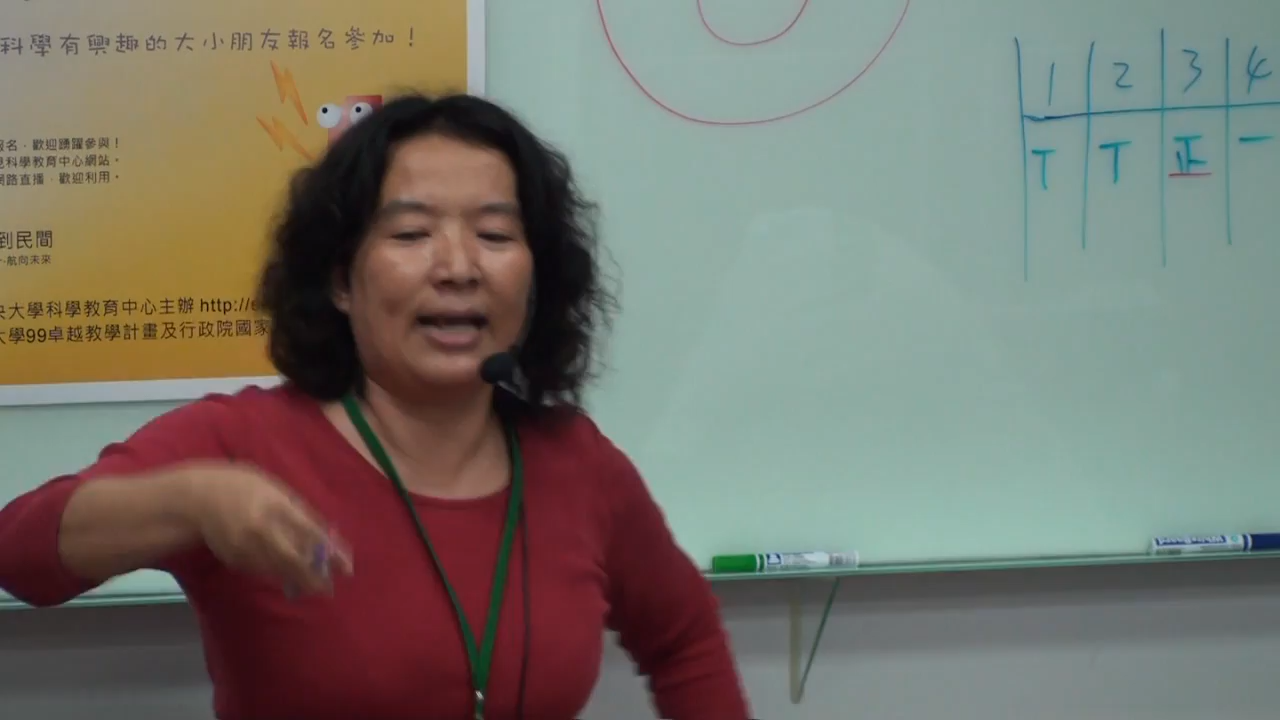 科學有興趣的大小朋友報名參加！
報名，歡迎踴躍參與！
科學教育中心網站。
網路直播，歡迎利用。
到民間
航向未來
央大學科學教育中心主辦 http://e
大學99卓越教學計畫及行政院國家
1 2 3 4
T T 正 一